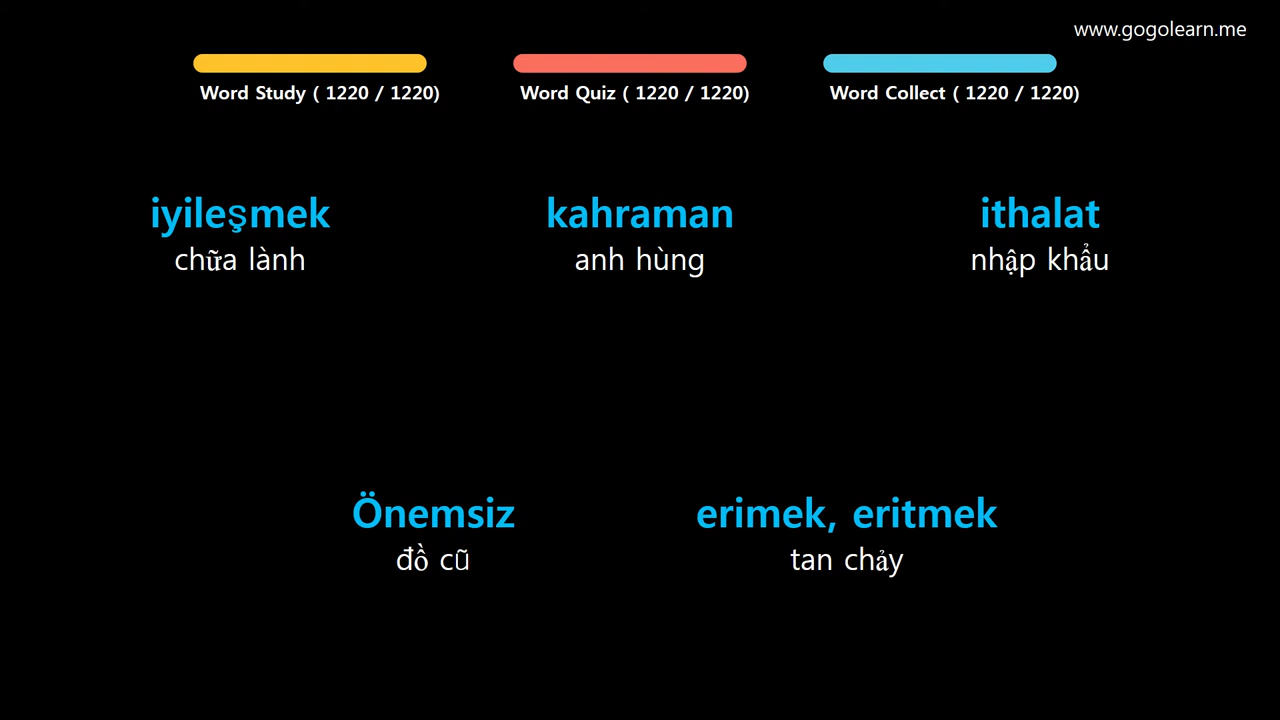 www.gogolearn.me
Word Study ( 1220 / 1220)
Word Quiz ( 1220 / 1220)
Word Collect ( 1220 / 1220)
iyileşmek
chữa lành
kahraman
anh hùng
ithalat
nhập khẩu
Önemsiz
đồ cũ
erimek, eritmek
tan chảy